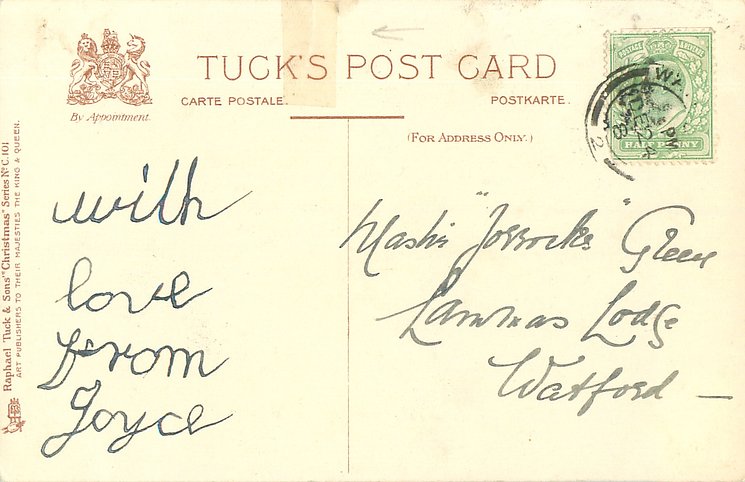 TUCK'S POST CARD
CARTE POSTALE. POSTKARTE.
By Appointment.
(FOR ADDRESS ONLY.)
POSTAGE
HALFPENNY
with
love
from
Joyce
"Jorrocks" Green
Lammas Lodge
Watford —
Raphael Tuck & Sons' "Christmas" Series No C. 101
ART PUBLISHERS TO THEIR MAJESTIES THE KING & QUEEN.